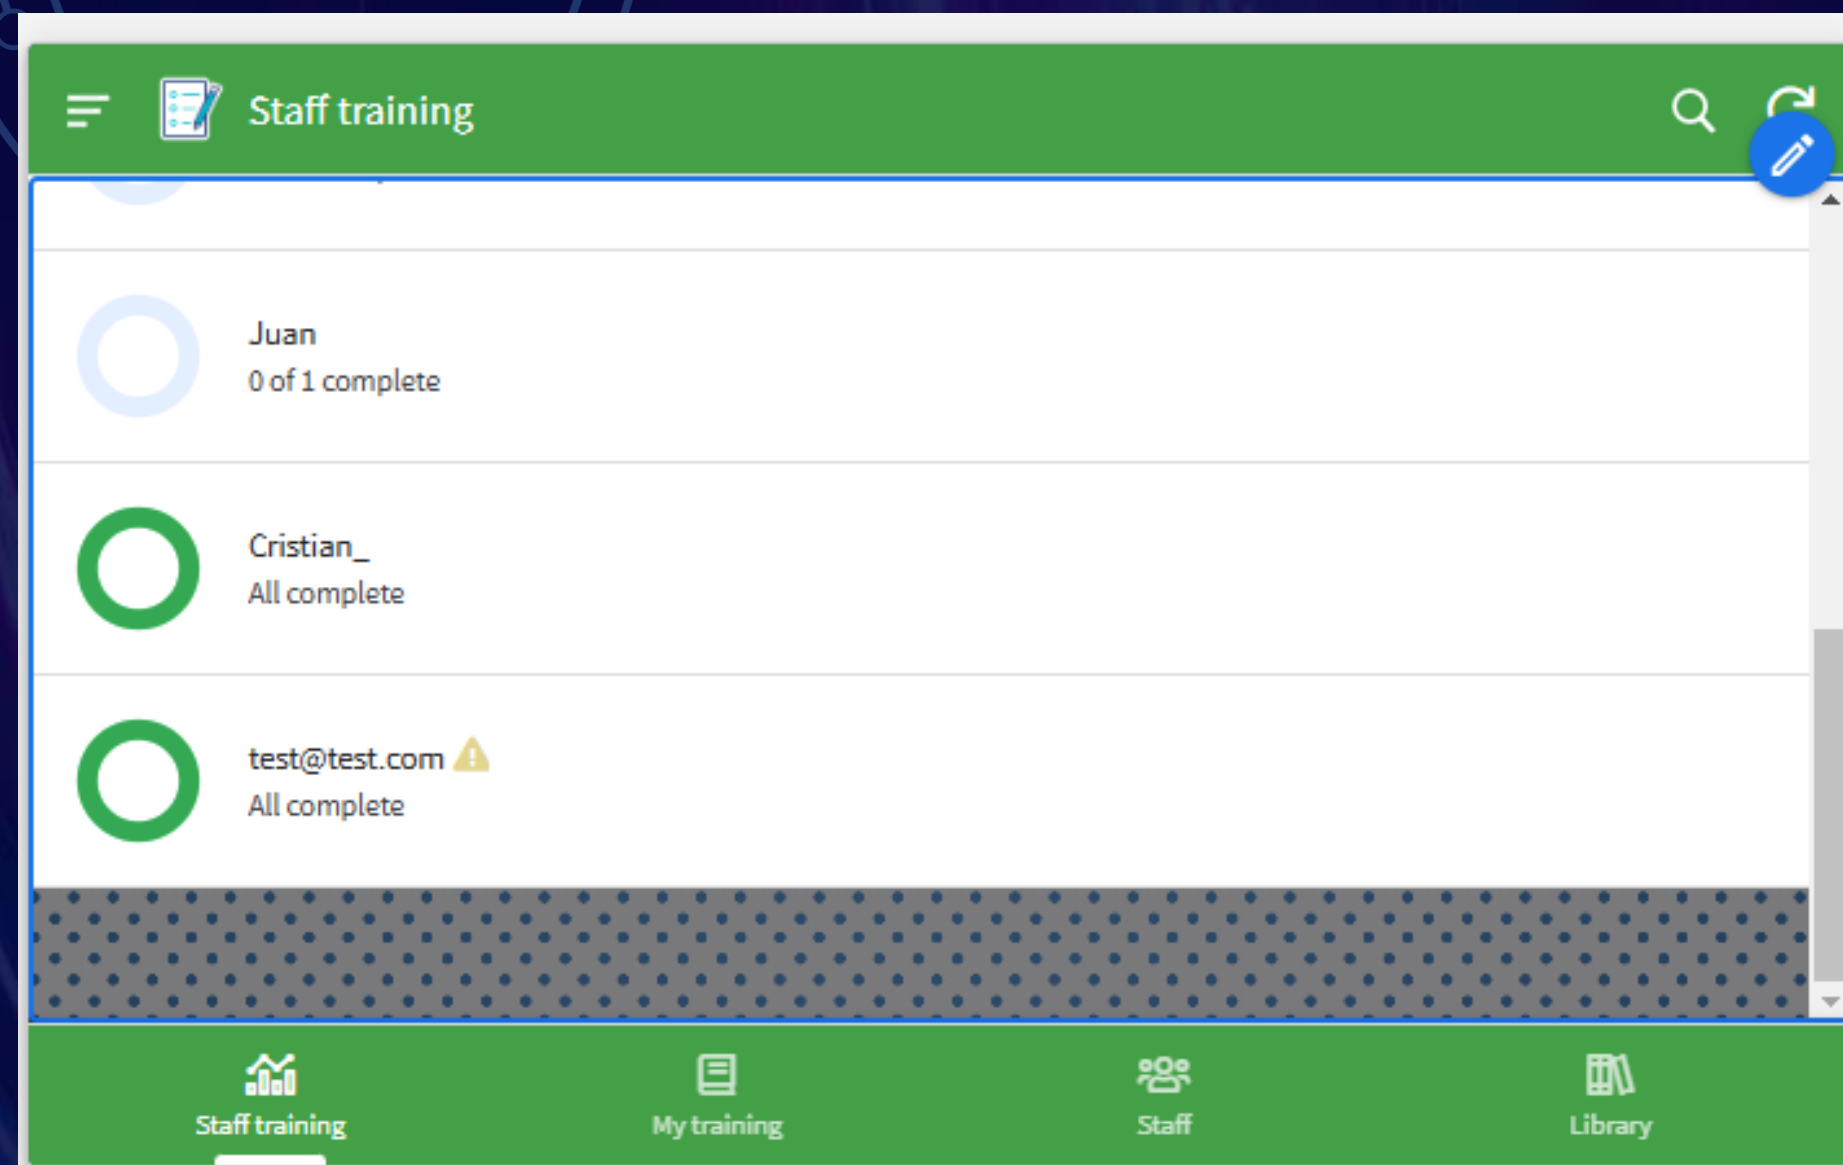 Staff training
Juan
0 of 1 complete
Cristian_
All complete
test@test.com
All complete
Staff training
My training
Staff
Library